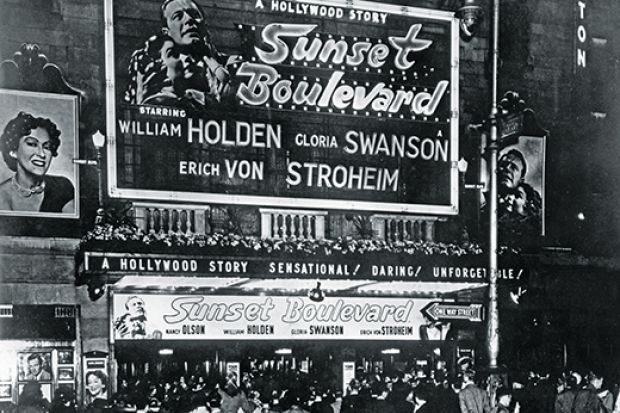 A HOLLYWOOD STORY
Sunset
Boulevard
STARRING
WILLIAM HOLDEN GLORIA SWANSON
ERICH VON STROHEIM
TON
A HOLLYWOOD STORY SENSATIONAL! DARING! UNFORGETTABLE!
Sunset Boulevard
ONE WAY STREET
NANCY OLSON WILLIAM HOLDEN GLORIA SWANSON ERICH VON STROHEIM